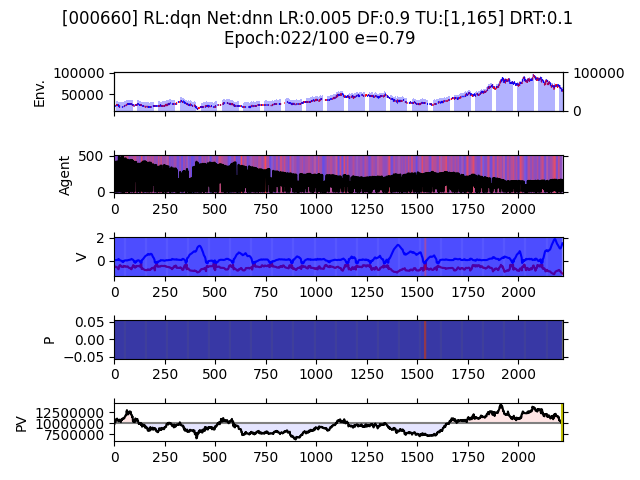 [000660] RL:dqn Net:dnn LR:0.005 DF:0.9 TU:[1,165] DRT:0.1
Epoch:022/100 e=0.79
100000 100000
50000
0
Env.
500
0
Agent
0 250 500 750 1000 1250 1500 1750 2000
2
0
V
0 250 500 750 1000 1250 1500 1750 2000
0.05
0.00
−0.05
P
0 250 500 750 1000 1250 1500 1750 2000
12500000
10000000
7500000
PV
0 250 500 750 1000 1250 1500 1750 2000